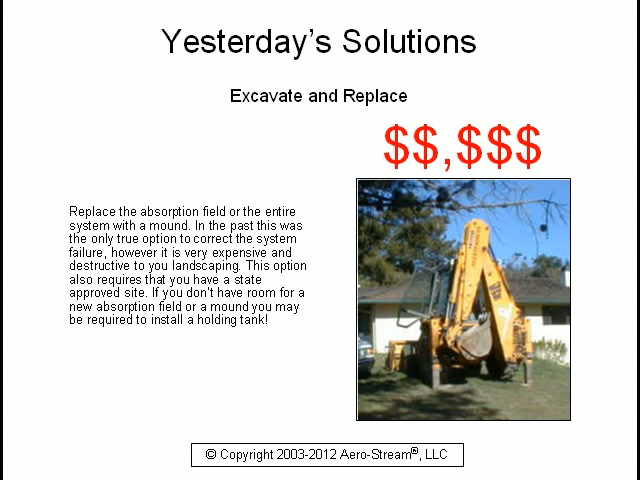 Yesterday's Solutions
Excavate and Replace
$$,$$$
Replace the absorption field or the entire
system with a mound. In the past this was
the only true option to correct the system
failure, however it is very expensive and
destructive to you landscaping. This option
also requires that you have a state
approved site. If you don't have room for a
new absorption field or a mound you may
be required to install a holding tank!
© Copyright 2003-2012 Aero-Stream®, LLC